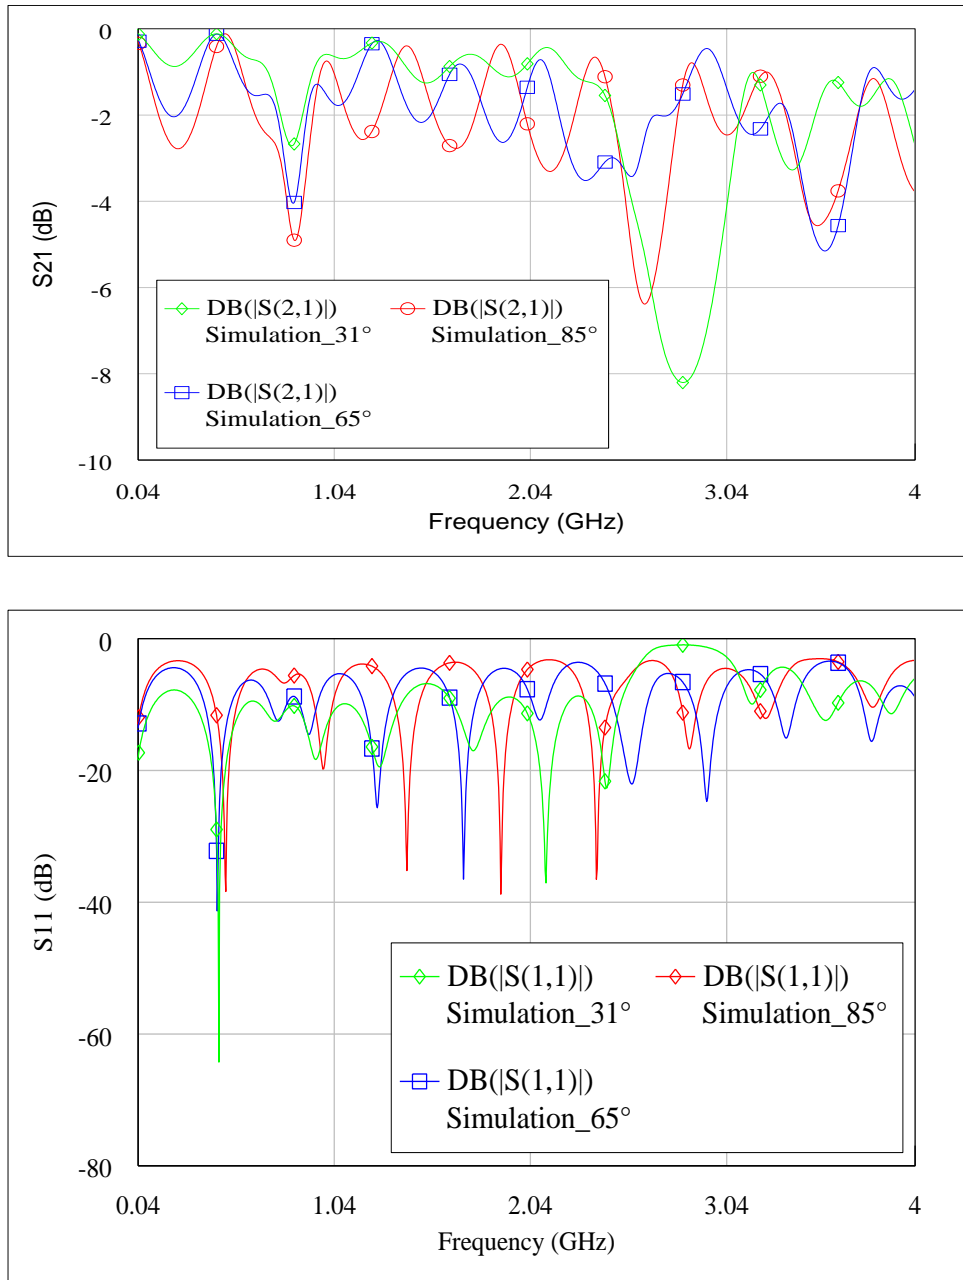 0
-2
-4
-6
-8
-10
S21 (dB)
DB(|S(2,1)|)
Simulation_31°
DB(|S(2,1)|)
Simulation_85°
DB(|S(2,1)|)
Simulation_65°
0.04 1.04 2.04 3.04 4
Frequency (GHz)
0
-20
-40
-60
-80
S11 (dB)
DB(|S(1,1)|)
Simulation_31°
DB(|S(1,1)|)
Simulation_85°
DB(|S(1,1)|)
Simulation_65°
0.04 1.04 2.04 3.04 4
Frequency (GHz)